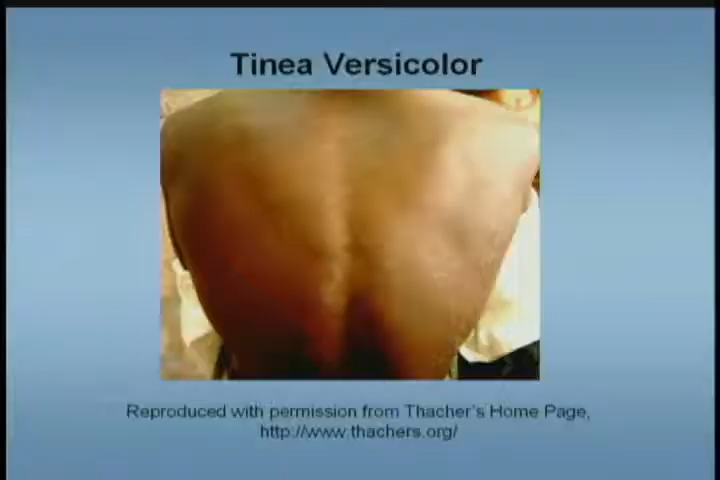 Tinea Versicolor
Reproduced with permission from Thacher's Home Page,
http://www.thachers.org/